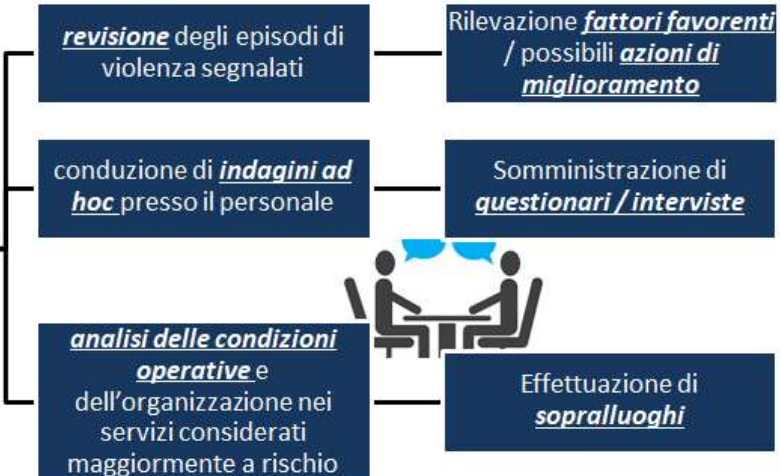 revisione degli episodi di
violenza segnalati
Rilevazione fattori favorenti
/ possibili azioni di
miglioramento
conduzione di indagini ad
hoc presso il personale
Somministrazione di
questionari / interviste
analisi delle condizioni
operative e
dell'organizzazione nei
servizi considerati
maggiormente a rischio
Effettuazione di
sopralluoghi